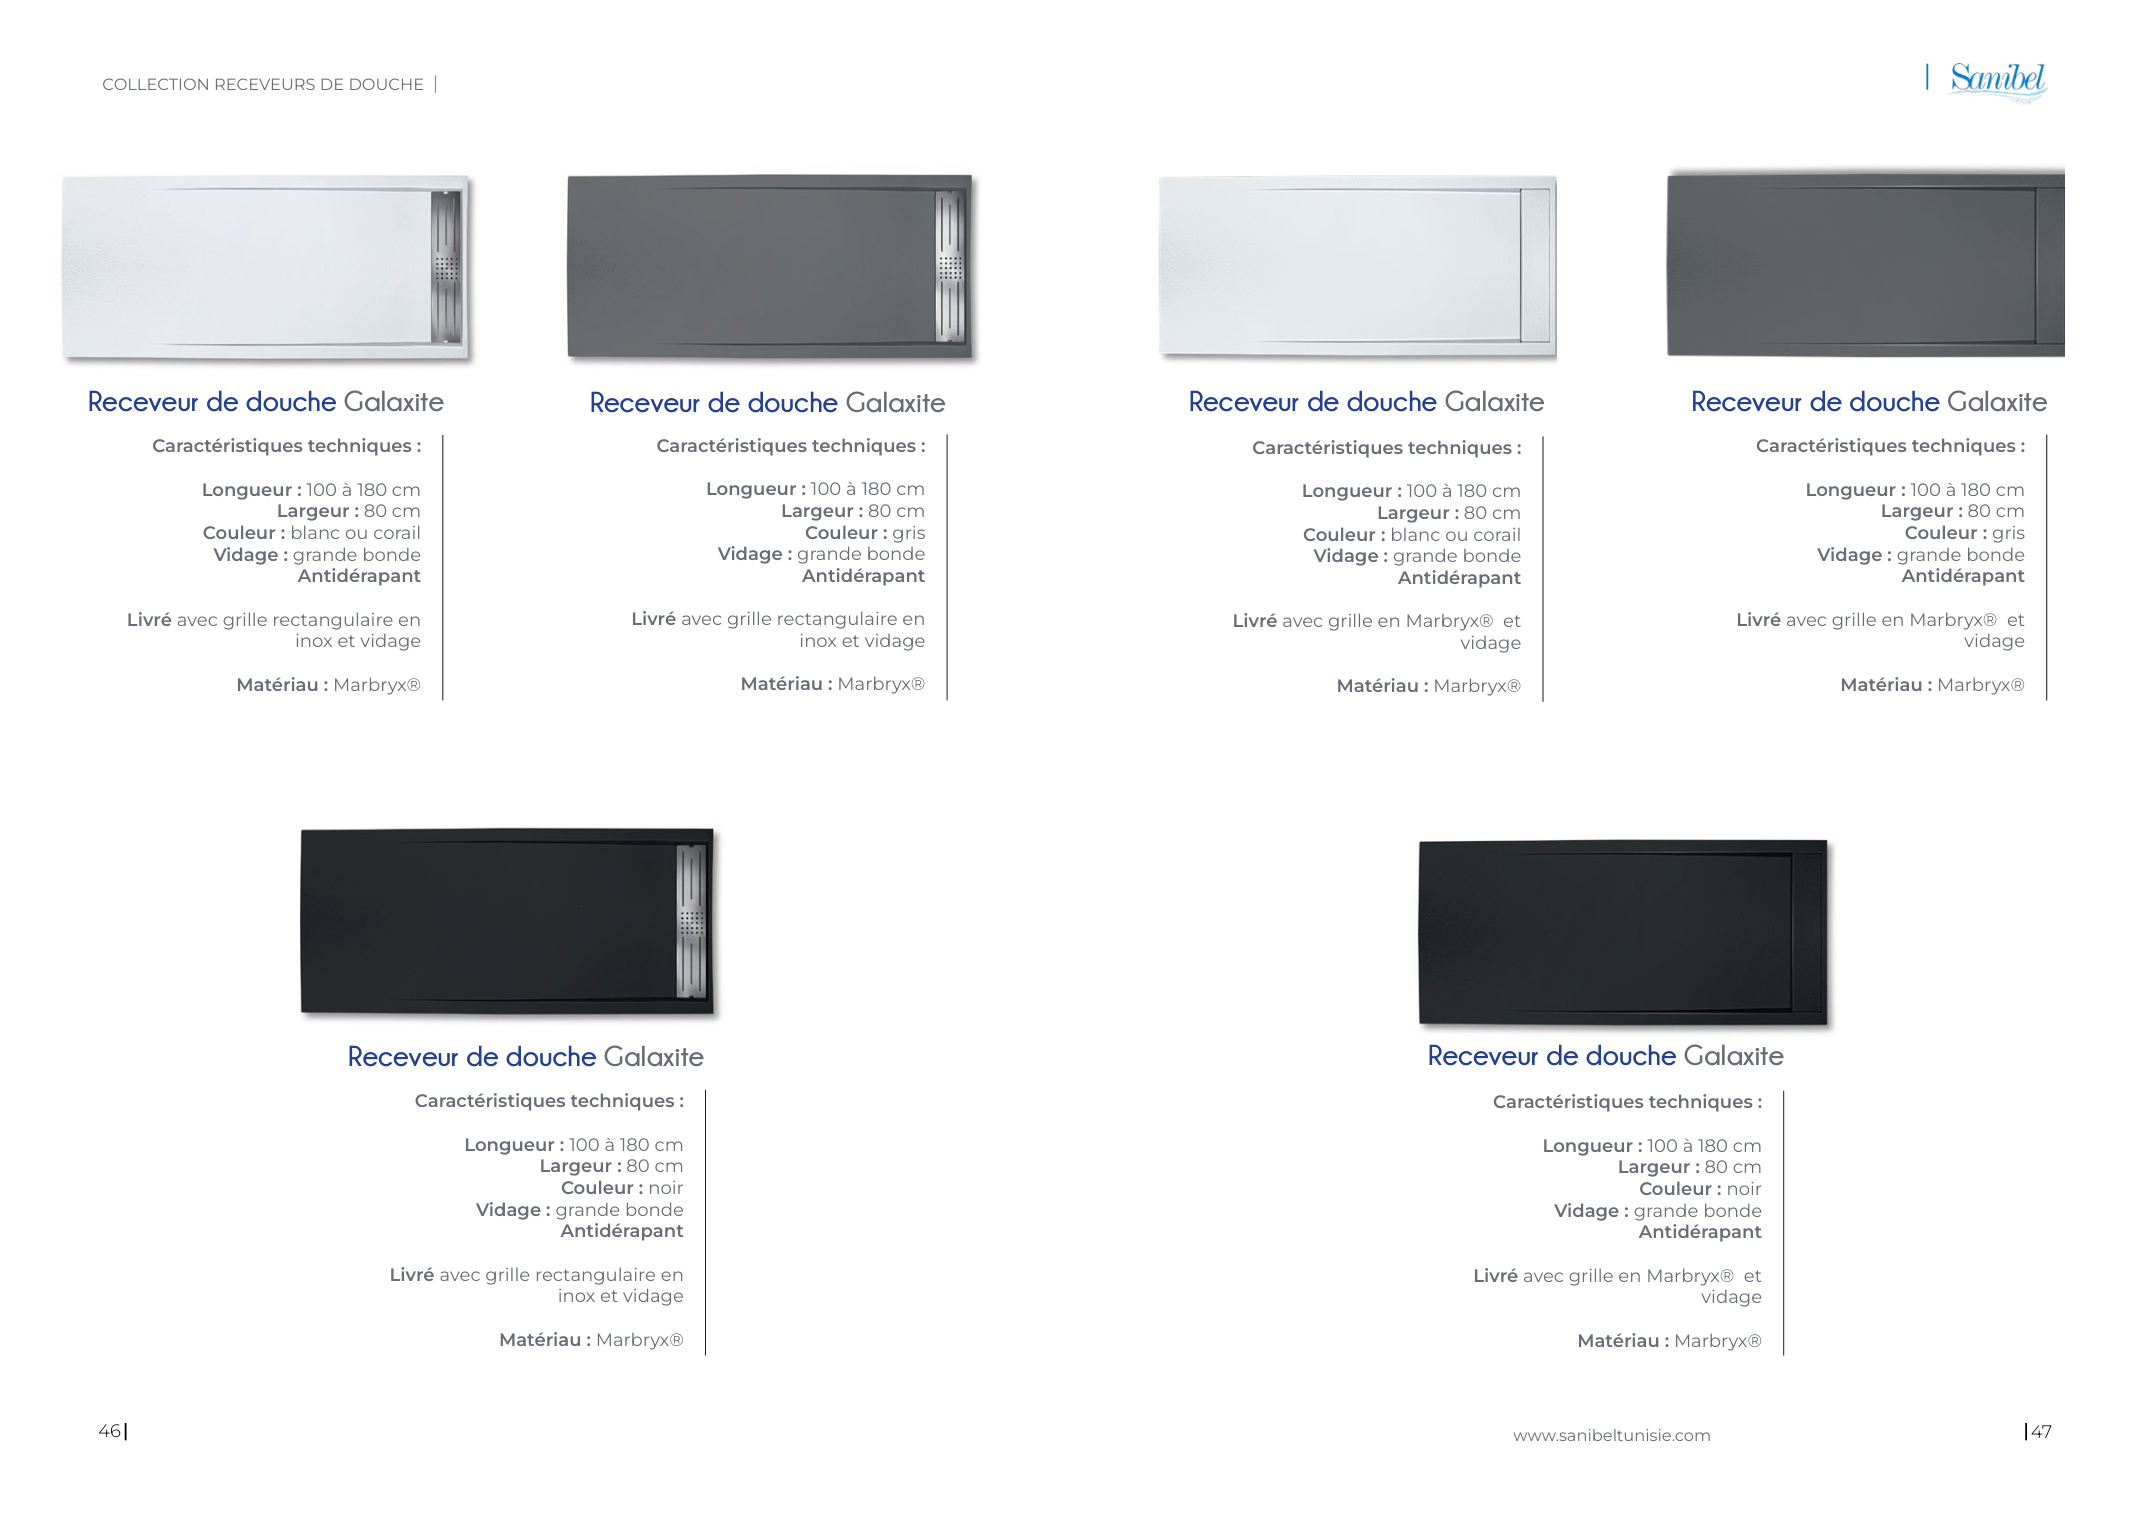 COLLECTION RECEVEURS DE DOUCHE |
| Sanibel
Receveur de douche Galaxite
Caractéristiques techniques :
Longueur : 100 à 180 cm
Largeur : 80 cm
Couleur : blanc ou corail
Vidage : grande bonde
Antidérapant
Livré avec grille rectangulaire en
inox et vidage
Matériau : Marbryx®
Receveur de douche Galaxite
Caractéristiques techniques :
Longueur : 100 à 180 cm
Largeur : 80 cm
Couleur : gris
Vidage : grande bonde
Antidérapant
Livré avec grille rectangulaire en
inox et vidage
Matériau : Marbryx®
Receveur de douche Galaxite
Caractéristiques techniques :
Longueur : 100 à 180 cm
Largeur : 80 cm
Couleur : blanc ou corail
Vidage : grande bonde
Antidérapant
Livré avec grille en Marbryx® et
vidage
Matériau : Marbryx®
Receveur de douche Galaxite
Caractéristiques techniques :
Longueur : 100 à 180 cm
Largeur : 80 cm
Couleur : gris
Vidage : grande bonde
Antidérapant
Livré avec grille en Marbryx® et
vidage
Matériau : Marbryx®
Receveur de douche Galaxite
Caractéristiques techniques :
Longueur : 100 à 180 cm
Largeur : 80 cm
Couleur : noir
Vidage : grande bonde
Antidérapant
Livré avec grille rectangulaire en
inox et vidage
Matériau : Marbryx®
Receveur de douche Galaxite
Caractéristiques techniques :
Longueur : 100 à 180 cm
Largeur : 80 cm
Couleur : noir
Vidage : grande bonde
Antidérapant
Livré avec grille en Marbryx® et
vidage
Matériau : Marbryx®
46|
www.sanibeltunisie.com
|47